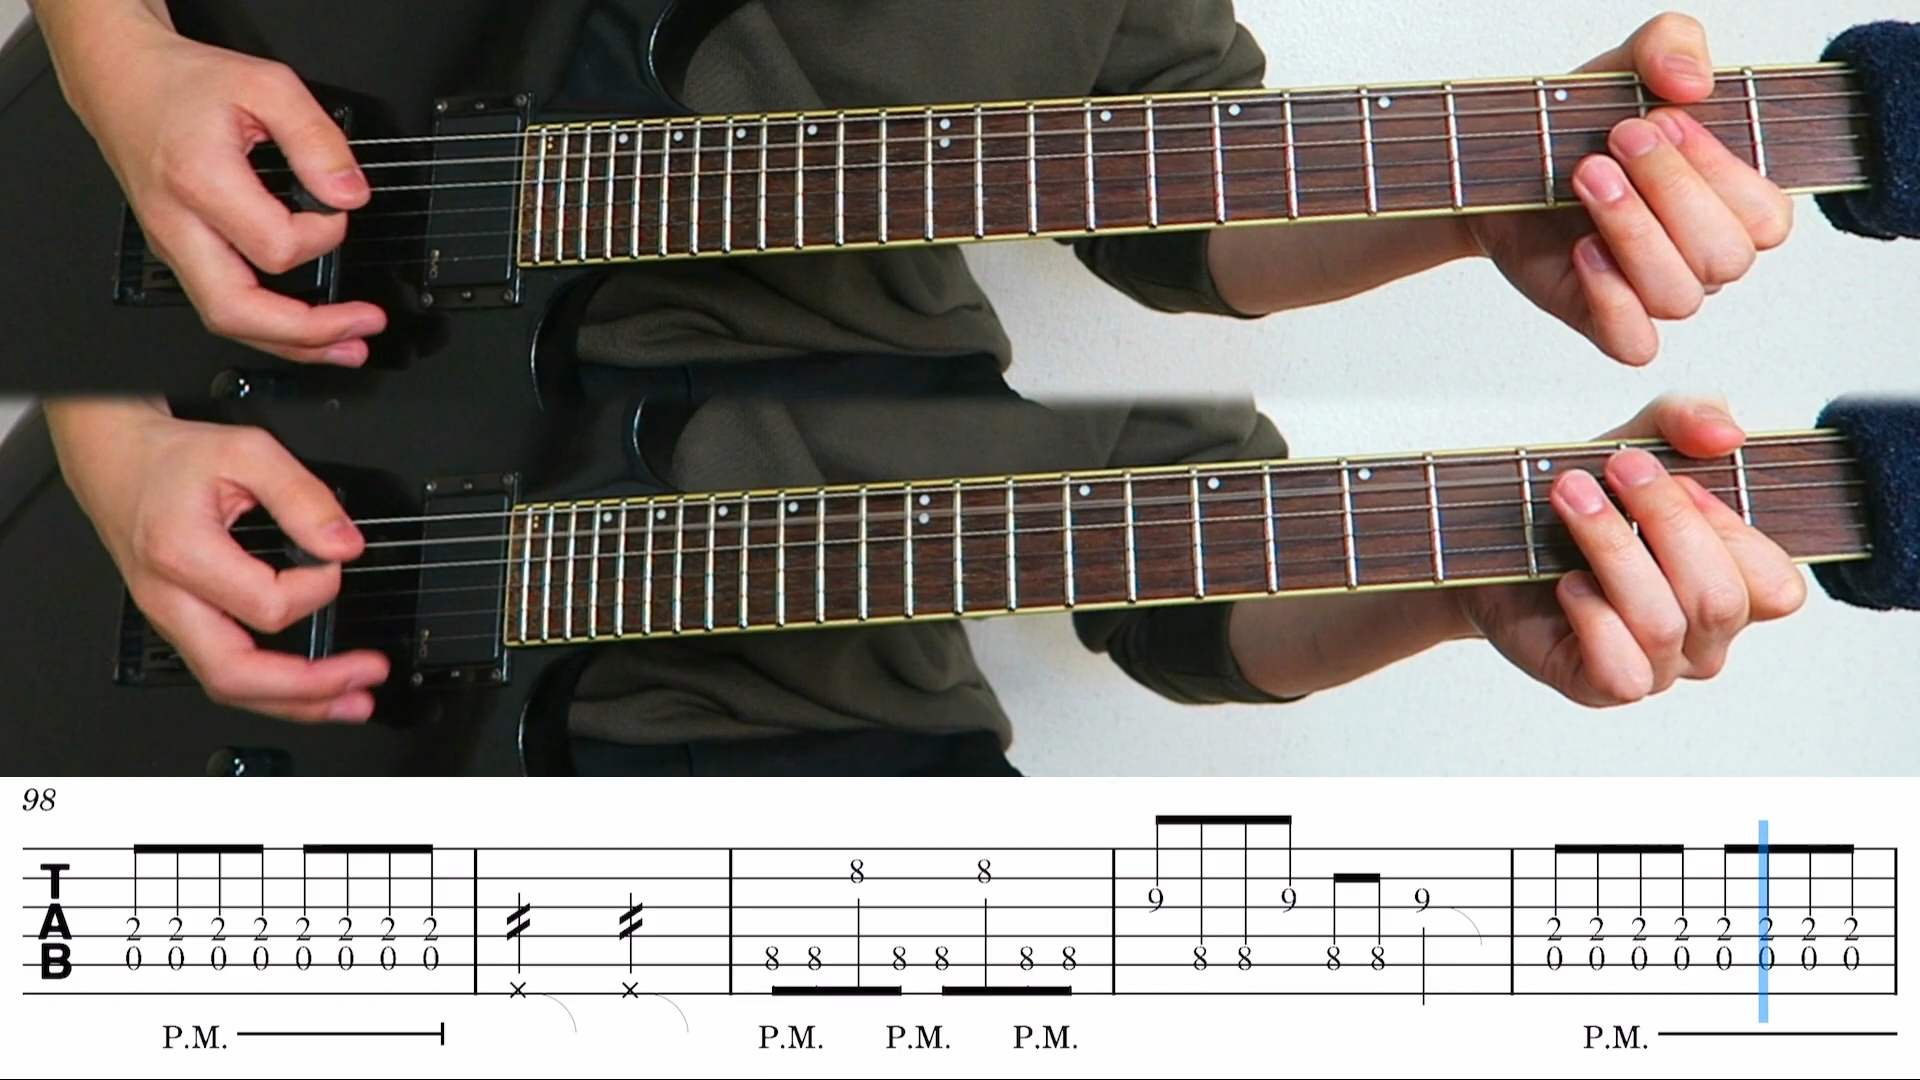 98
8 8
9 9 9
T
A
B
2 2 2 2 2 2 2 2 2 2 2 2 2 2 2 2
0 0 0 0 0 0 0 0 8 8 8 8 8 8 8 8 8 8 0 0 0 0 0 0 0 0
× ×
P.M. P.M. P.M. P.M. P.M.